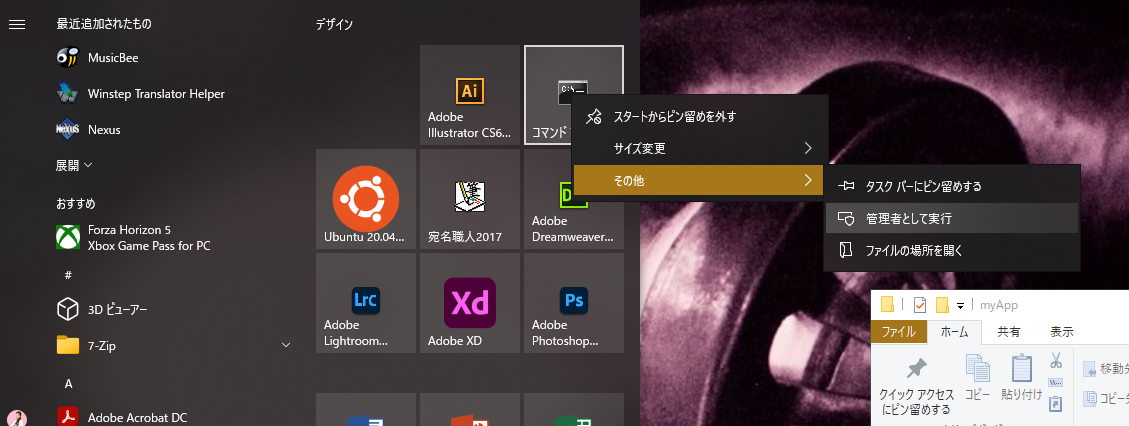 最近追加されたもの
MusicBee
Winstep Translator Helper
Nexus
展開
おすすめ
Forza Horizon 5
Xbox Game Pass for PC
#
3D ビューアー
7-Zip
A
Adobe Acrobat DC
デザイン
Adobe
Illustrator CS6...
コマンド
Ubuntu 20.04...
宛名職人2017
Adobe
Dreamweaver...
Adobe
Lightroom...
Adobe XD
Adobe
Photoshop...
スタートからピン留めを外す
サイズ変更
その他
タスク バーにピン留めする
管理者として実行
ファイルの場所を開く
myApp
ファイル
ホーム
共有
表示
クイック アクセス
にピン留めする
コピー
貼り付け
移動先
コピー先